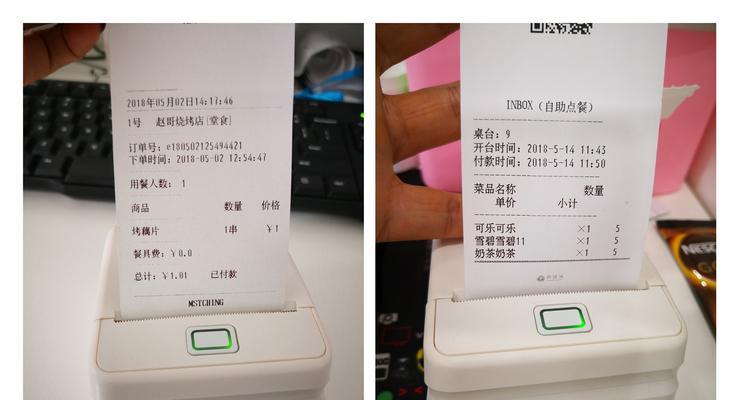 2018年05月02日14:17:46
1号 赵哥烧烤店[堂食]
订单号: e180502125494421
下单时间: 2018-05-02 12:54:47
用餐人数: 1
商品 数量 价格
烤藕片 1串 ¥1
餐具费: ¥0.0
总计: ¥1.01 已付款
MSTCHING
INBOX (自助点餐)
桌台: 9
开台时间: 2018-5-14 11:43
付款时间: 2018-5-14 11:50
菜品名称 数量
单价 小计
可乐可乐 ×1 5
雪碧雪碧11 ×1 5
奶茶奶茶 ×1 5